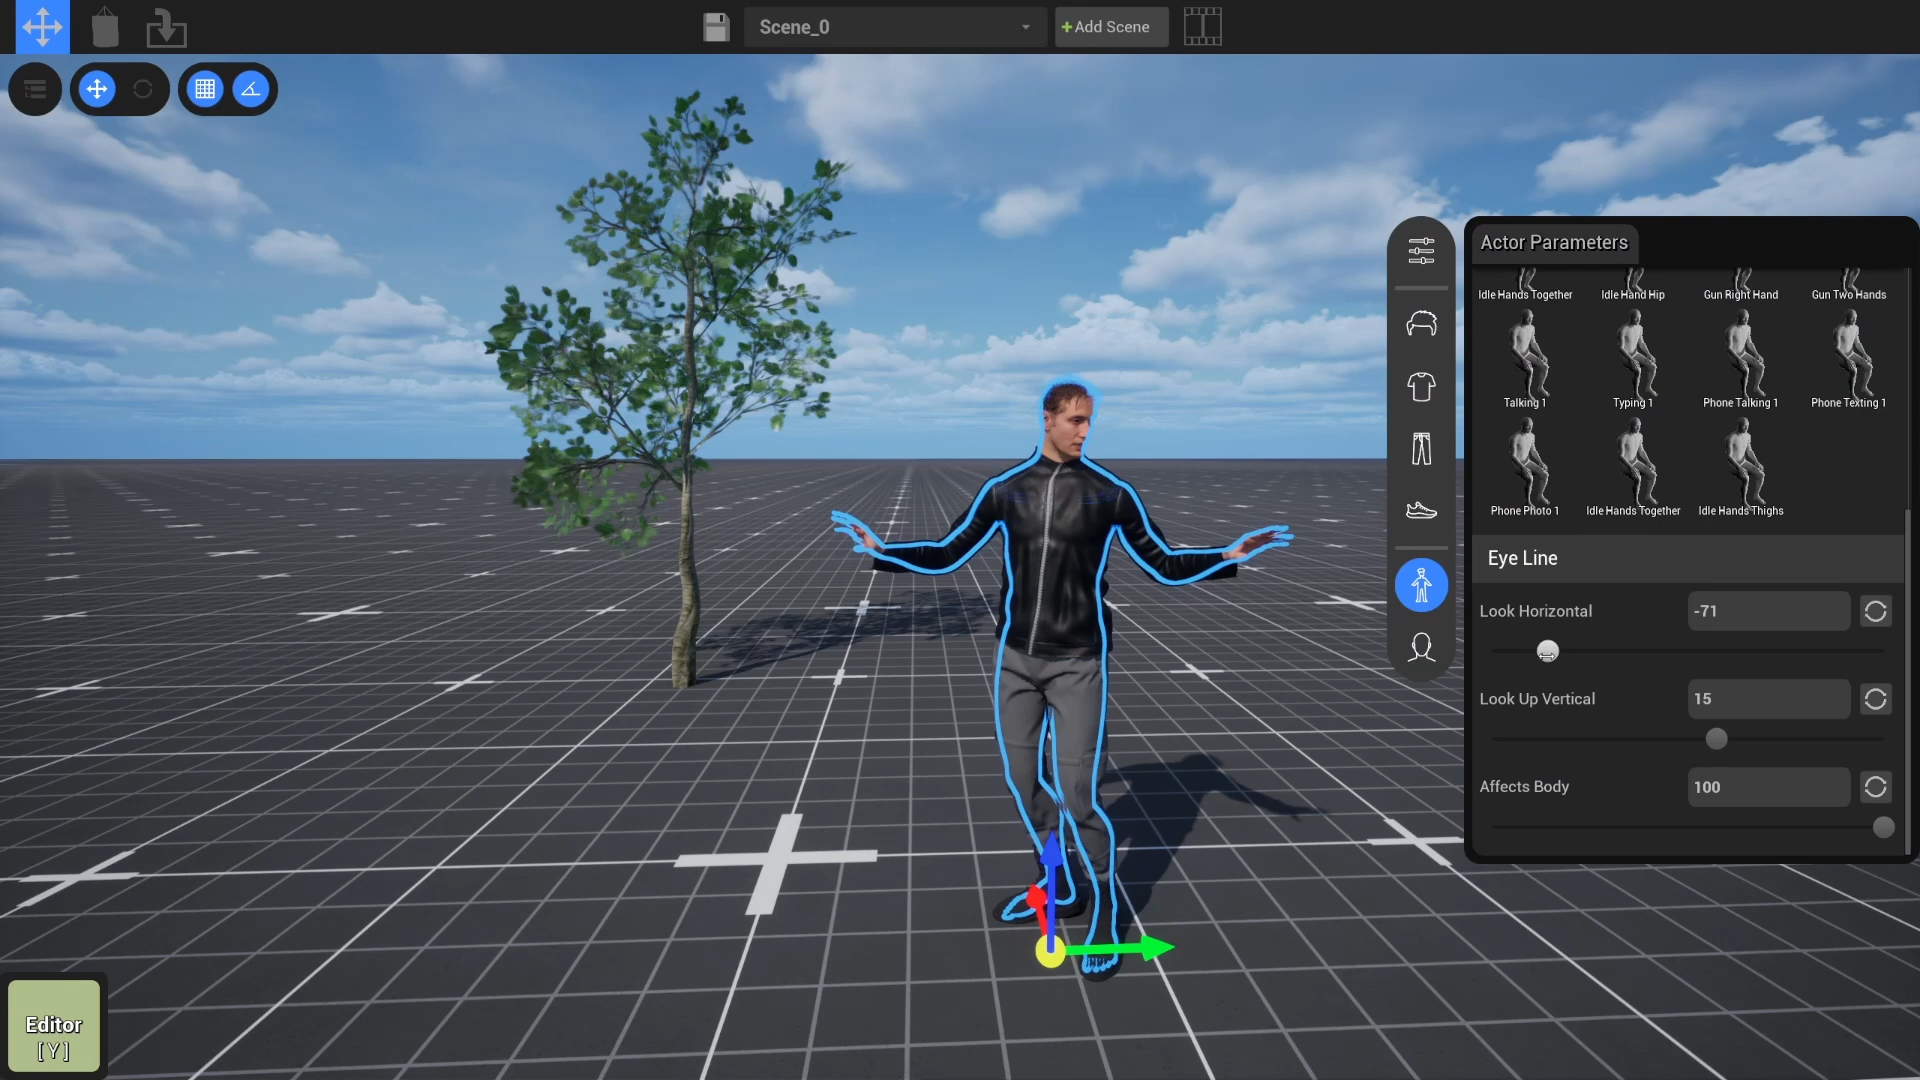 Scene_0
+Add Scene
Actor Parameters
Idle Hands Together
Idle Hand Hip
Gun Right Hand
Gun Two Hands
Talking 1
Typing 1
Phone Talking 1
Phone Texting 1
Phone Photo 1
Idle Hands Together
Idle Hands Thighs
Eye Line
Look Horizontal
-71
Look Up Vertical
15
Affects Body
100
Editor
[Y]